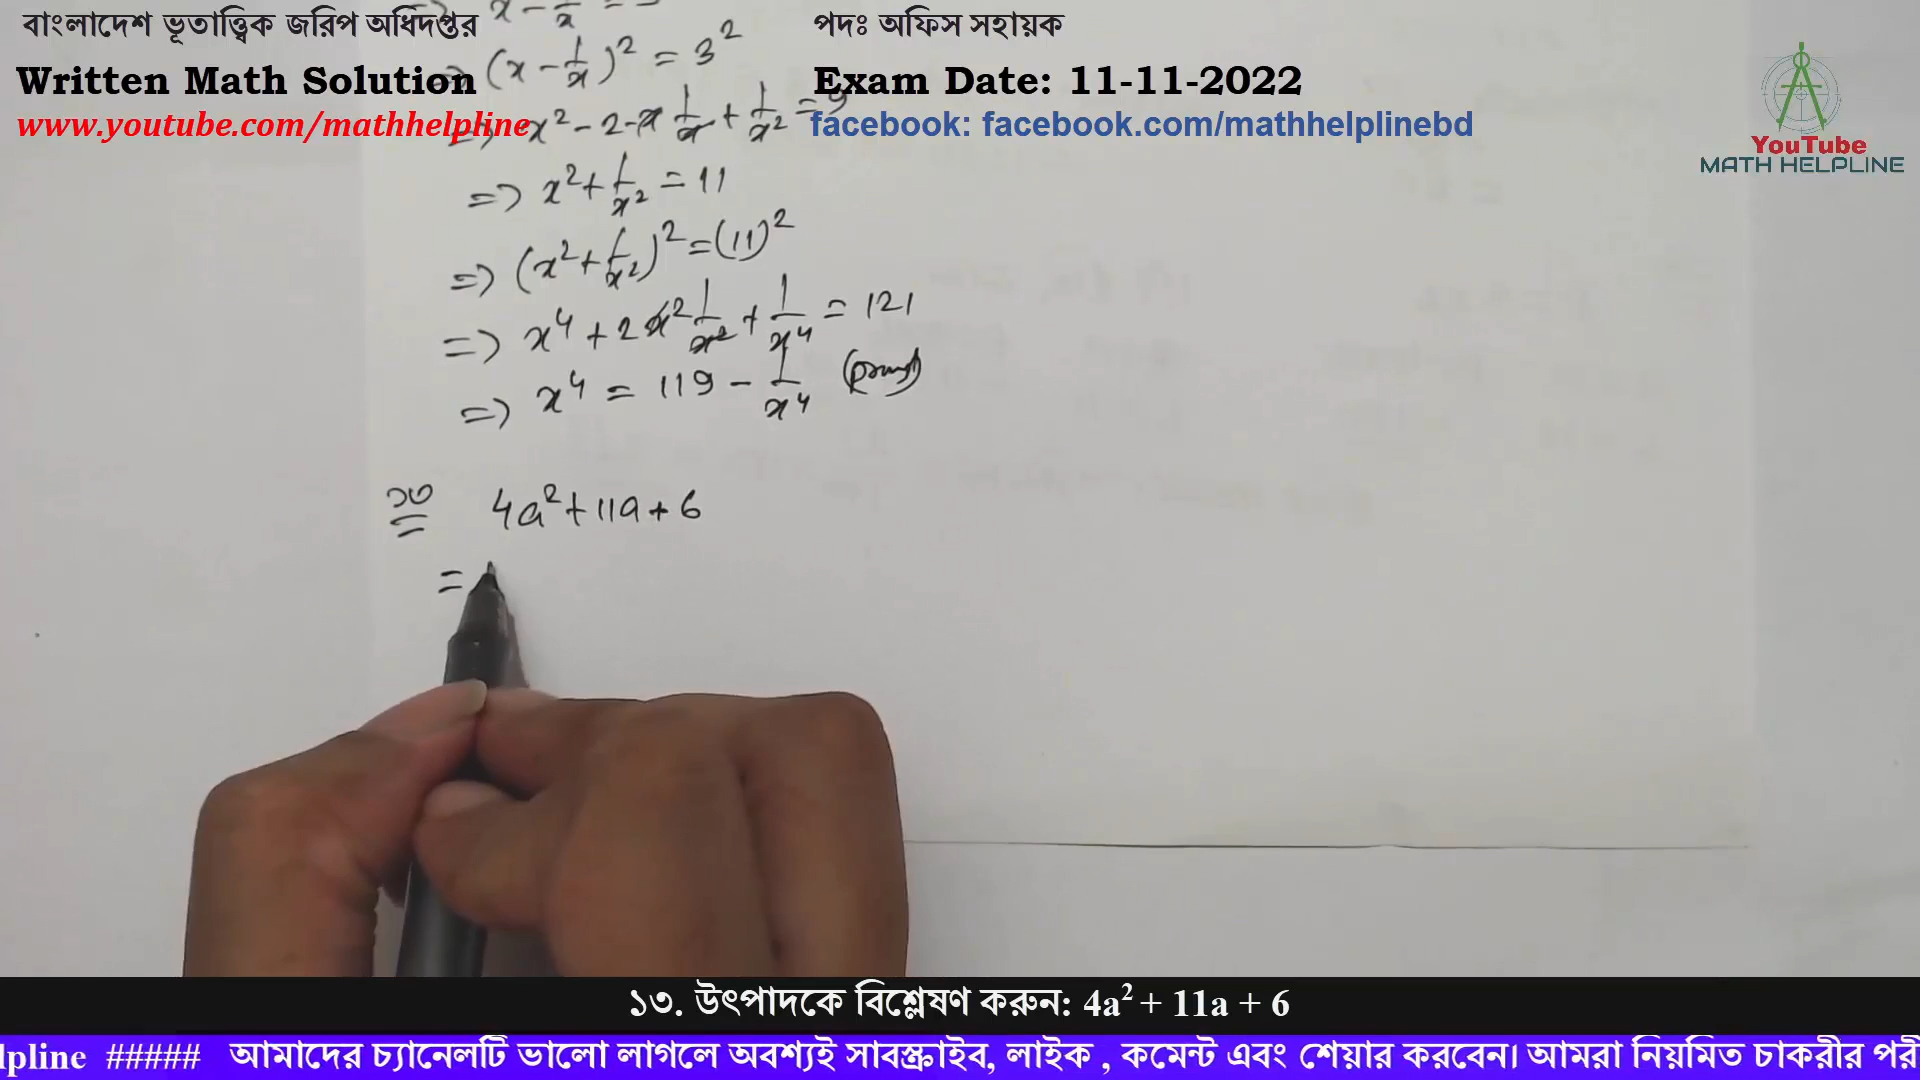 বাংলাদেশ ভূতাত্ত্বিক জরিপ অধিদপ্তর
পদঃ অফিস সহায়ক
Written Math Solution
Exam Date: 11-11-2022
www.youtube.com/mathhelpline
facebook: facebook.com/mathhelplinebd
YouTube
MATH HELPLINE
=> (x - 1/x)² = 3²
=> x² - 2·x 1/x + 1/x² = 9
=> x² + 1/x² = 11
=> (x² + 1/x²)² = (11)²
=> x⁴ + 2x² 1/x² + 1/x⁴ = 121
=> x⁴ = 119 - 1/x⁴
১৩ 4a² + 11a + 6
=
১৩. উৎপাদকে বিশ্লেষণ করুন: 4a² + 11a + 6
lpline ##### আমাদের চ্যানেলটি ভালো লাগলে অবশ্যই সাবস্ক্রাইব, লাইক , কমেন্ট এবং শেয়ার করবেন। আমরা নিয়মিত চাকরীর পরী